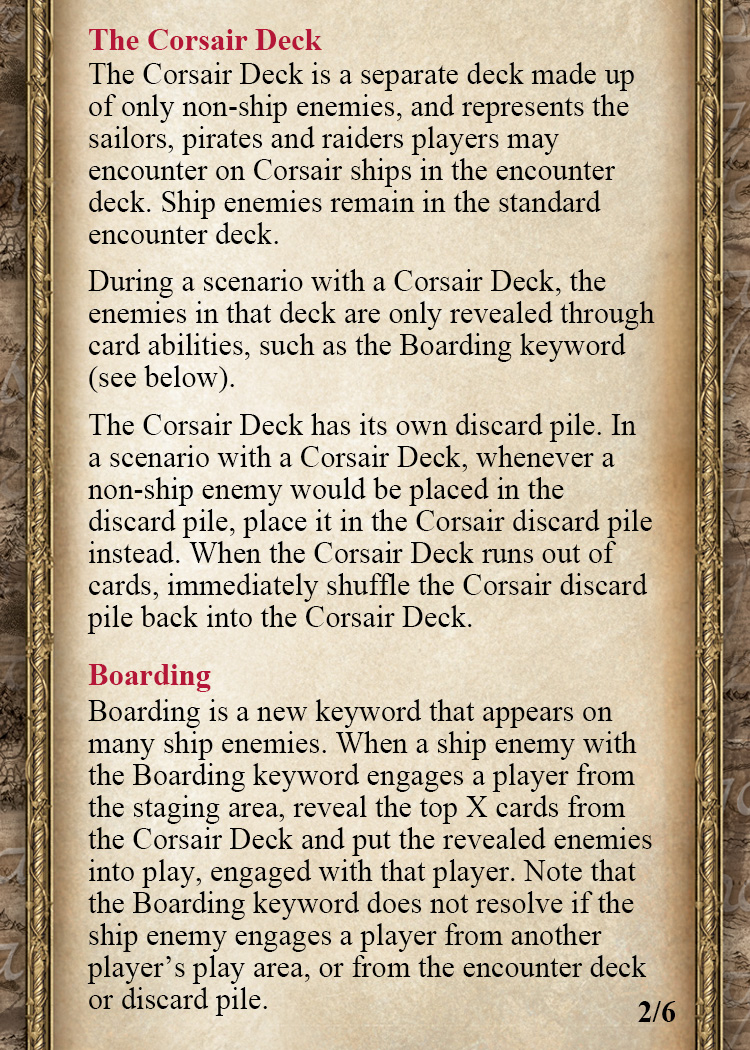 The Corsair Deck
The Corsair Deck is a separate deck made up
of only non-ship enemies, and represents the
sailors, pirates and raiders players may
encounter on Corsair ships in the encounter
deck. Ship enemies remain in the standard
encounter deck.
During a scenario with a Corsair Deck, the
enemies in that deck are only revealed through
card abilities, such as the Boarding keyword
(see below).
The Corsair Deck has its own discard pile. In
a scenario with a Corsair Deck, whenever a
non-ship enemy would be placed in the
discard pile, place it in the Corsair discard pile
instead. When the Corsair Deck runs out of
cards, immediately shuffle the Corsair discard
pile back into the Corsair Deck.
Boarding
Boarding is a new keyword that appears on
many ship enemies. When a ship enemy with
the Boarding keyword engages a player from
the staging area, reveal the top X cards from
the Corsair Deck and put the revealed enemies
into play, engaged with that player. Note that
the Boarding keyword does not resolve if the
ship enemy engages a player from another
player’s play area, or from the encounter deck
or discard pile.
2/6